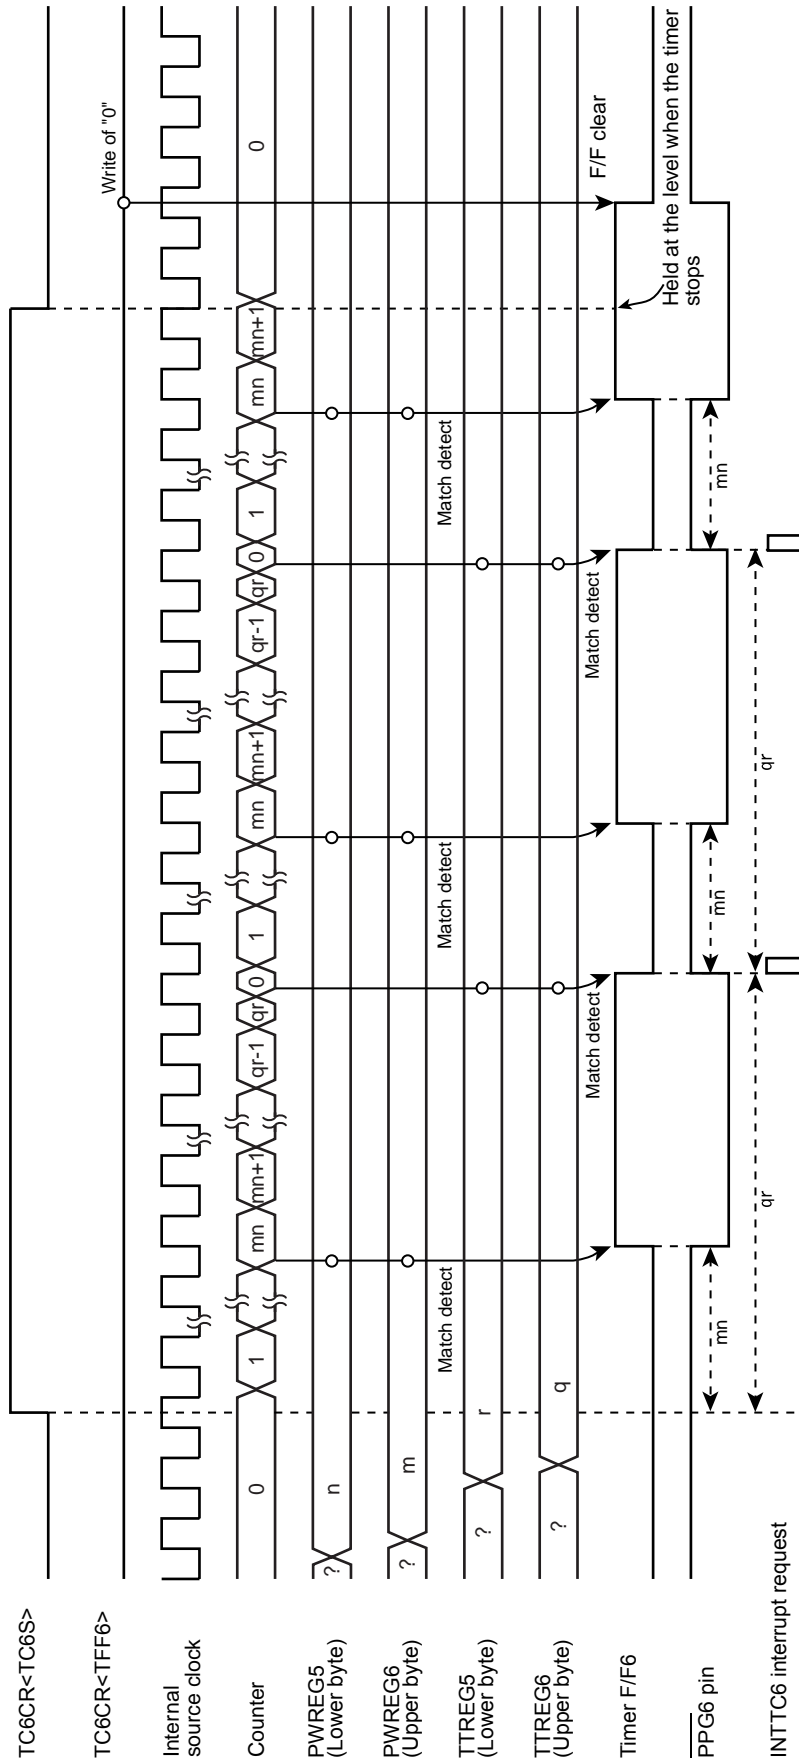 TC6CR<TC6S>
TC6CR<TFF6>
Write of "0"
Internal
source clock
Counter
0
1
mn
mn+1
qr-1
qr
0
1
mn
mn+1
qr-1
qr
0
1
mn
mn+1
0
PWREG5
(Lower byte)
?
n
PWREG6
(Upper byte)
?
m
Match detect
Match detect
Match detect
TTREG5
(Lower byte)
?
r
TTREG6
(Upper byte)
?
q
Match detect
Match detect
F/F clear
Timer F/F6
Held at the level when the timer
stops
PPG6 pin
mn
mn
mn
qr
qr
INTTC6 interrupt request